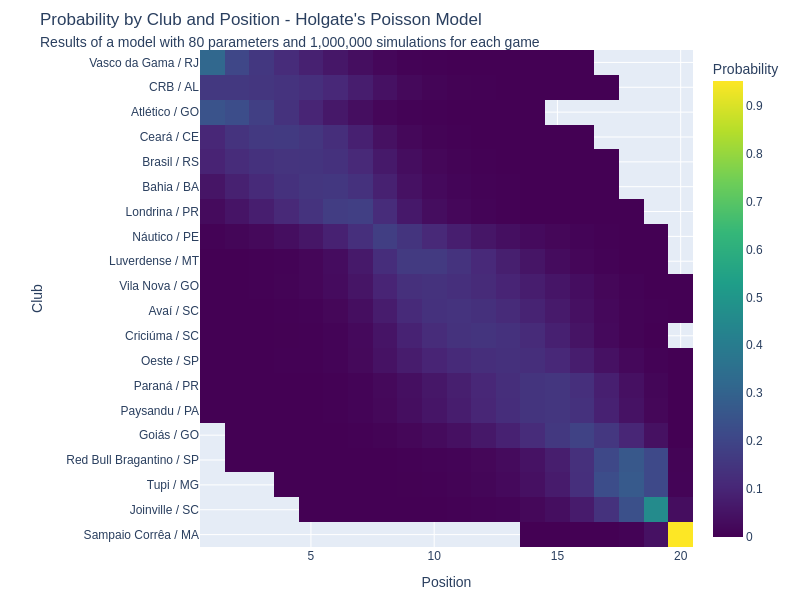 Probability by Club and Position - Holgate's Poisson Model
Results of a model with 80 parameters and 1,000,000 simulations for each game
Probability
Club
Vasco da Gama / RJ
CRB / AL
Atlético / GO
Ceará / CE
Brasil / RS
Bahia / BA
Londrina / PR
Náutico / PE
Luverdense / MT
Vila Nova / GO
Avaí / SC
Criciúma / SC
Oeste / SP
Paraná / PR
Paysandu / PA
Goiás / GO
Red Bull Bragantino / SP
Tupi / MG
Joinville / SC
Sampaio Corrêa / MA
0.9
0.8
0.7
0.6
0.5
0.4
0.3
0.2
0.1
0
5 10 15 20
Position